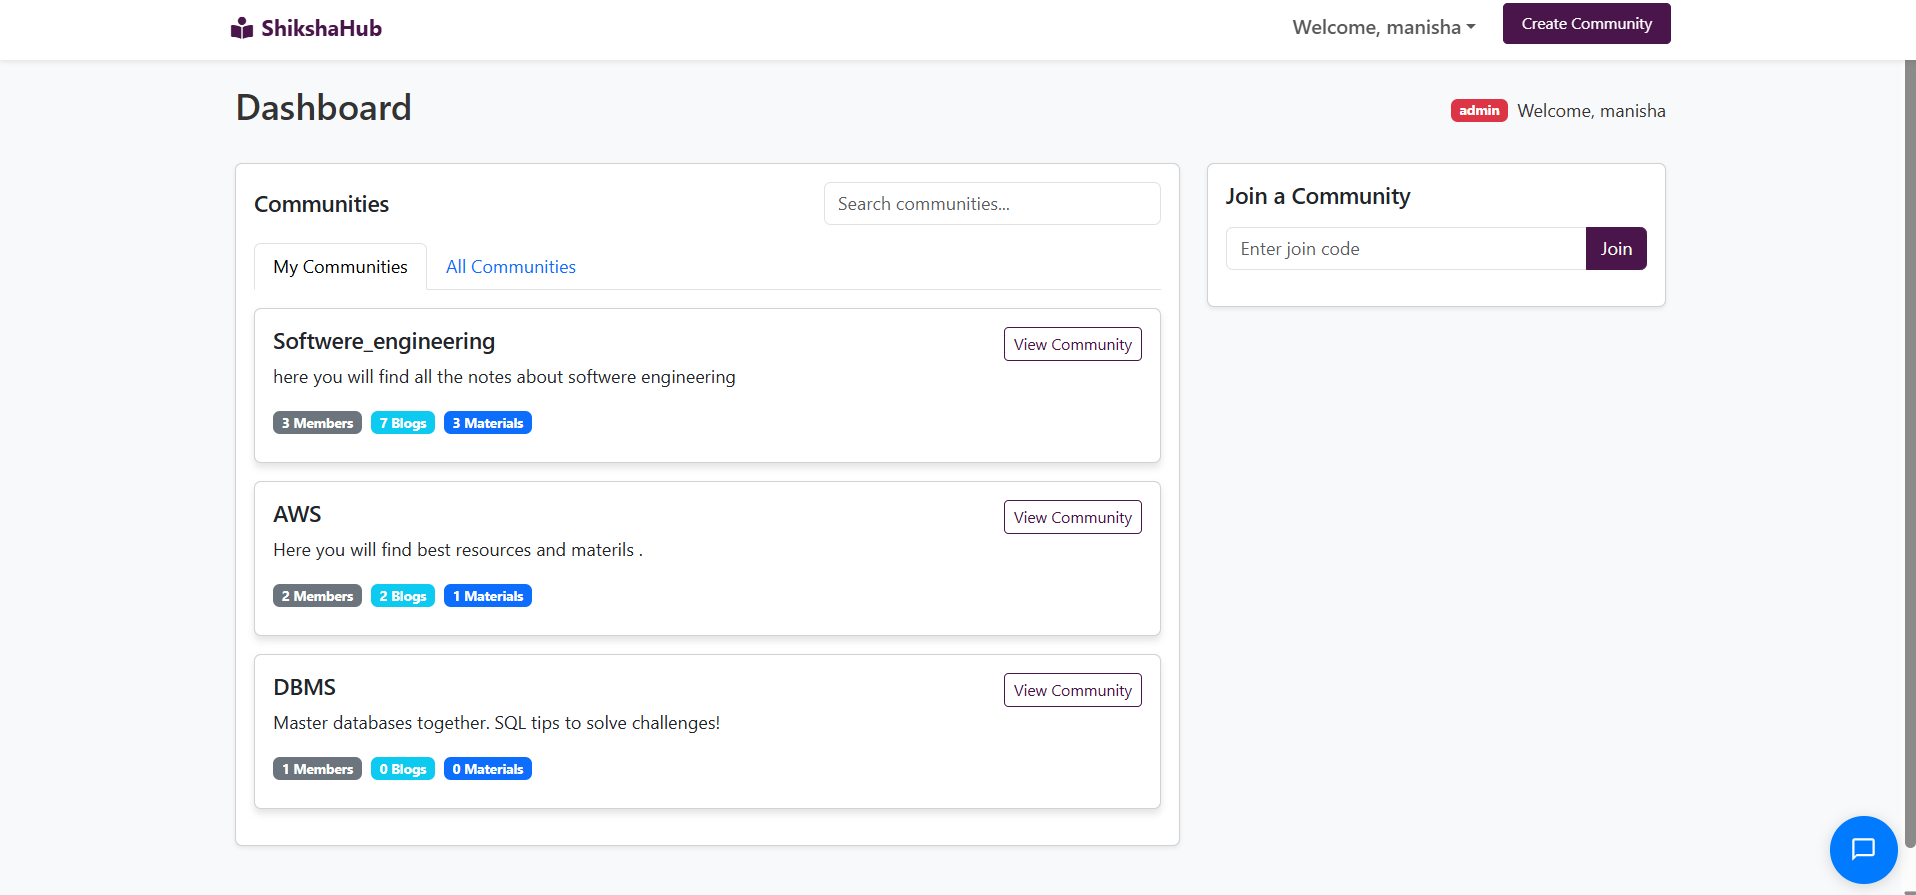 ShikshaHub
Welcome, manisha
Create Community
Dashboard
admin Welcome, manisha
Communities
Search communities...
My Communities
All Communities
Softwere_engineering
View Community
here you will find all the notes about softwere engineering
3 Members 7 Blogs 3 Materials
AWS
View Community
Here you will find best resources and materils .
2 Members 2 Blogs 1 Materials
DBMS
View Community
Master databases together. SQL tips to solve challenges!
1 Members 0 Blogs 0 Materials
Join a Community
Enter join code
Join